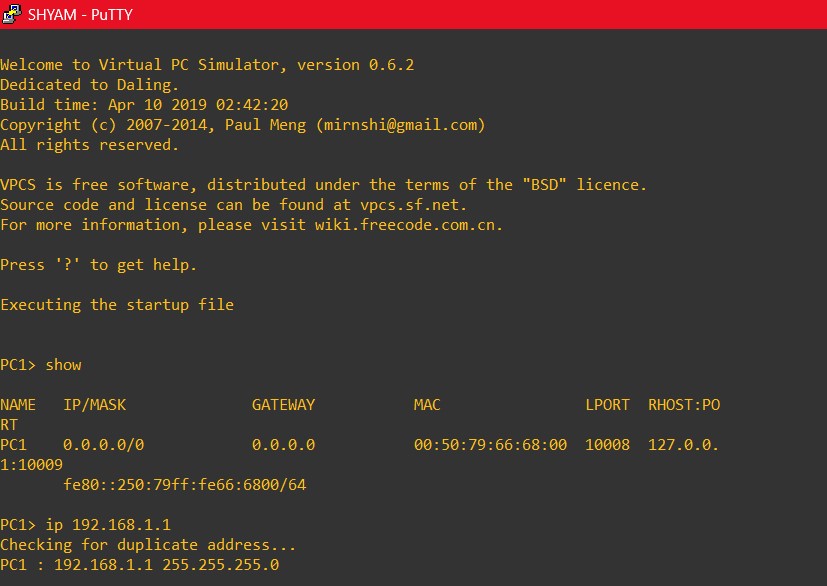 SHYAM - PuTTY
Welcome to Virtual PC Simulator, version 0.6.2
Dedicated to Daling.
Build time: Apr 10 2019 02:42:20
Copyright (c) 2007-2014, Paul Meng (mirnshi@gmail.com)
All rights reserved.
VPCS is free software, distributed under the terms of the "BSD" licence.
Source code and license can be found at vpcs.sf.net.
For more information, please visit wiki.freecode.com.cn.
Press '?' to get help.
Executing the startup file
PC1> show
NAME   IP/MASK              GATEWAY           MAC                LPORT  RHOST:PO
RT
PC1    0.0.0.0/0            0.0.0.0           00:50:79:66:68:00  10008  127.0.0.
1:10009
       fe80::250:79ff:fe66:6800/64
PC1> ip 192.168.1.1
Checking for duplicate address...
PC1 : 192.168.1.1 255.255.255.0